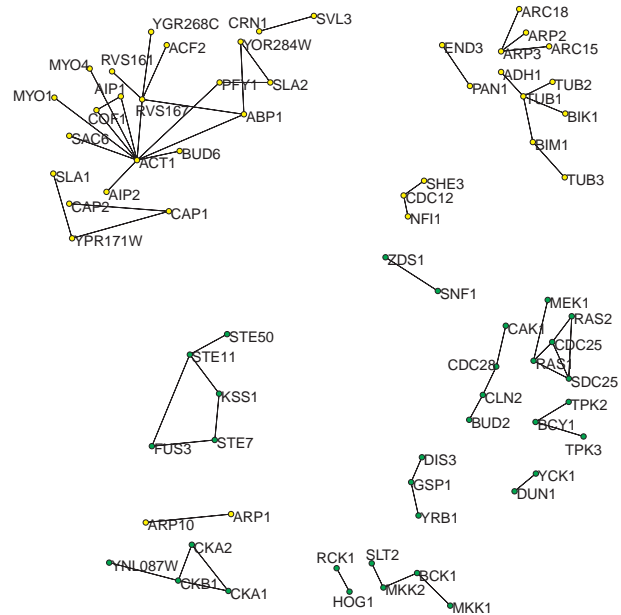 YGR268C
CRN1
SVL3
ACF2
YOR284W
MYO4
RVS161
AIP1
PFY1
SLA2
MYO1
COF1
RVS167
ABP1
SAC6
ACT1
BUD6
SLA1
AIP2
CAP2
CAP1
YPR171W
ARC18
ARP2
END3
ARP3
ARC15
ADH1
PAN1
TUB1
TUB2
BIK1
BIM1
TUB3
SHE3
CDC12
NFI1
ZDS1
SNF1
MEK1
RAS2
CAK1
CDC25
CDC28
RAS1
SDC25
CLN2
TPK2
BUD2
BCY1
TPK3
STE50
STE11
KSS1
FUS3
STE7
DIS3
GSP1
YCK1
DUN1
YRB1
ARP1
ARP10
CKA2
YNL087W
CKB1
CKA1
RCK1
SLT2
BCK1
HOG1
MKK2
MKK1